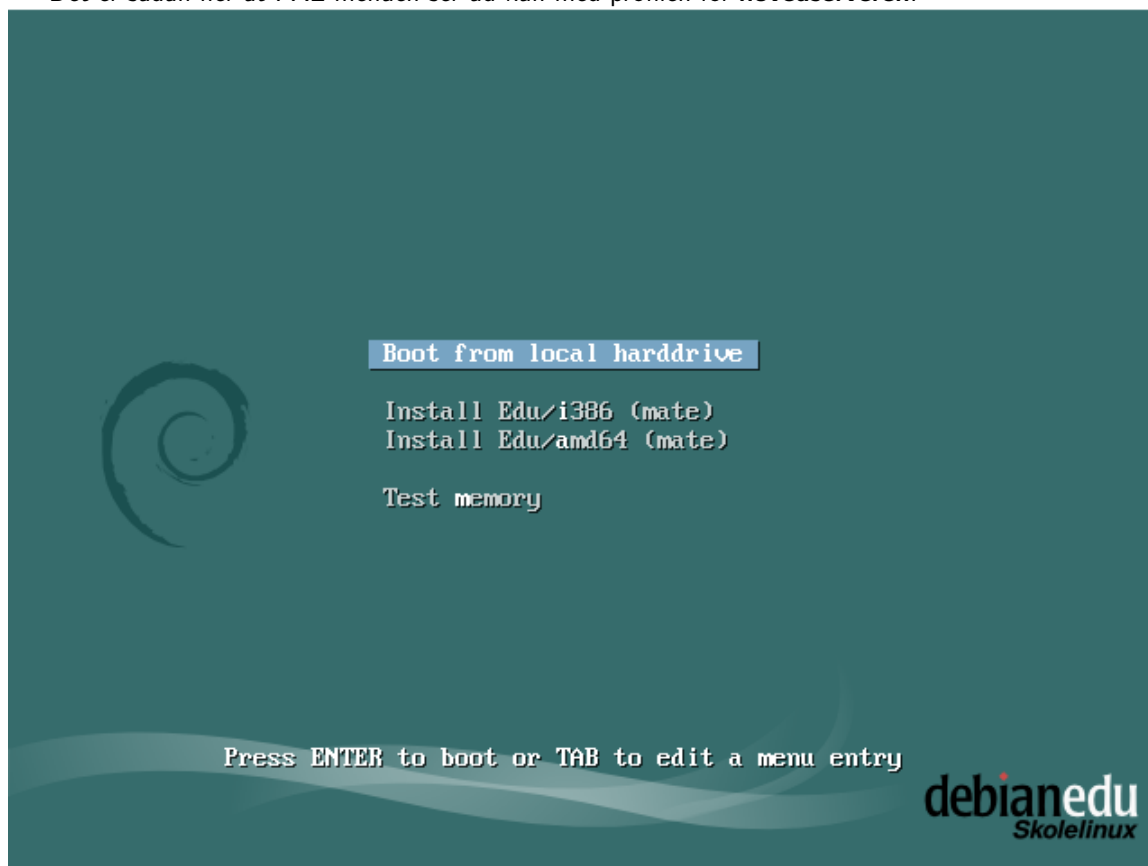 Boot from local harddrive
Install Edu/i386 (mate)
Install Edu/amd64 (mate)
Test memory
Press ENTER to boot or TAB to edit a menu entry
debianedu
Skolelinux